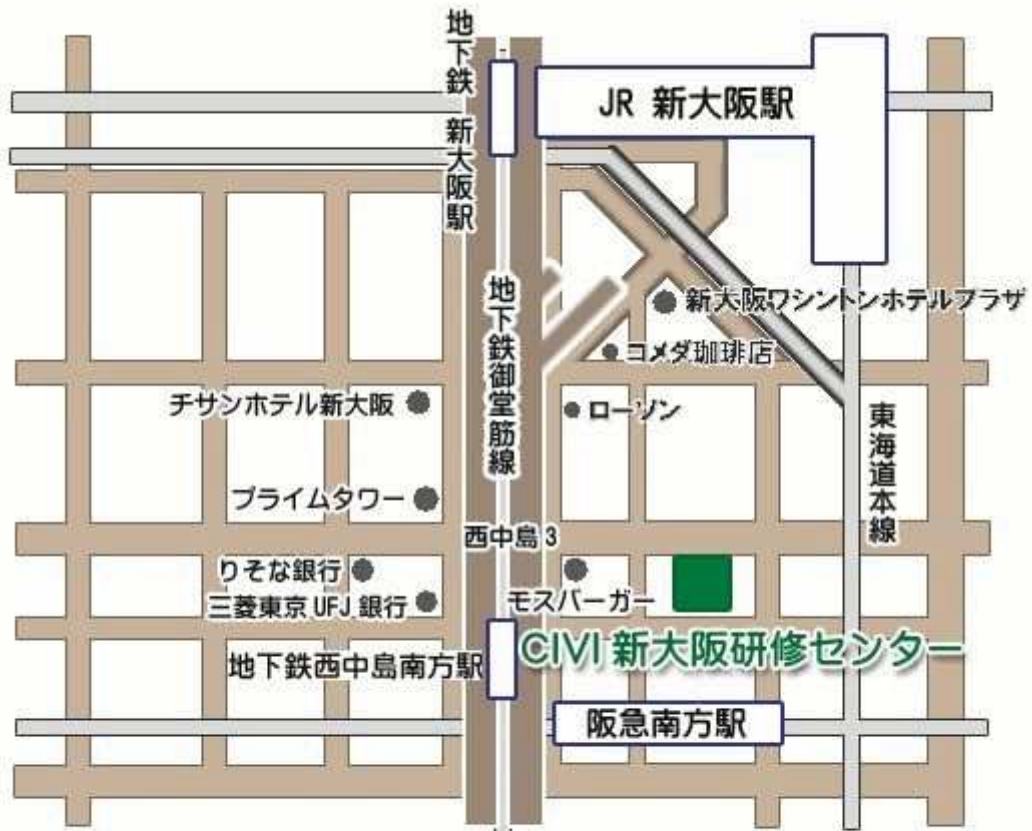 地下鉄 新大阪駅
JR 新大阪駅
新大阪ワシントンホテルプラザ
地下鉄御堂筋線
コメダ珈琲店
チサンホテル新大阪
ローソン
東海道本線
プライムタワー
西中島3
りそな銀行
三菱東京UFJ銀行
モスバーガー
CIVI 新大阪研修センター
地下鉄西中島南方駅
阪急南方駅